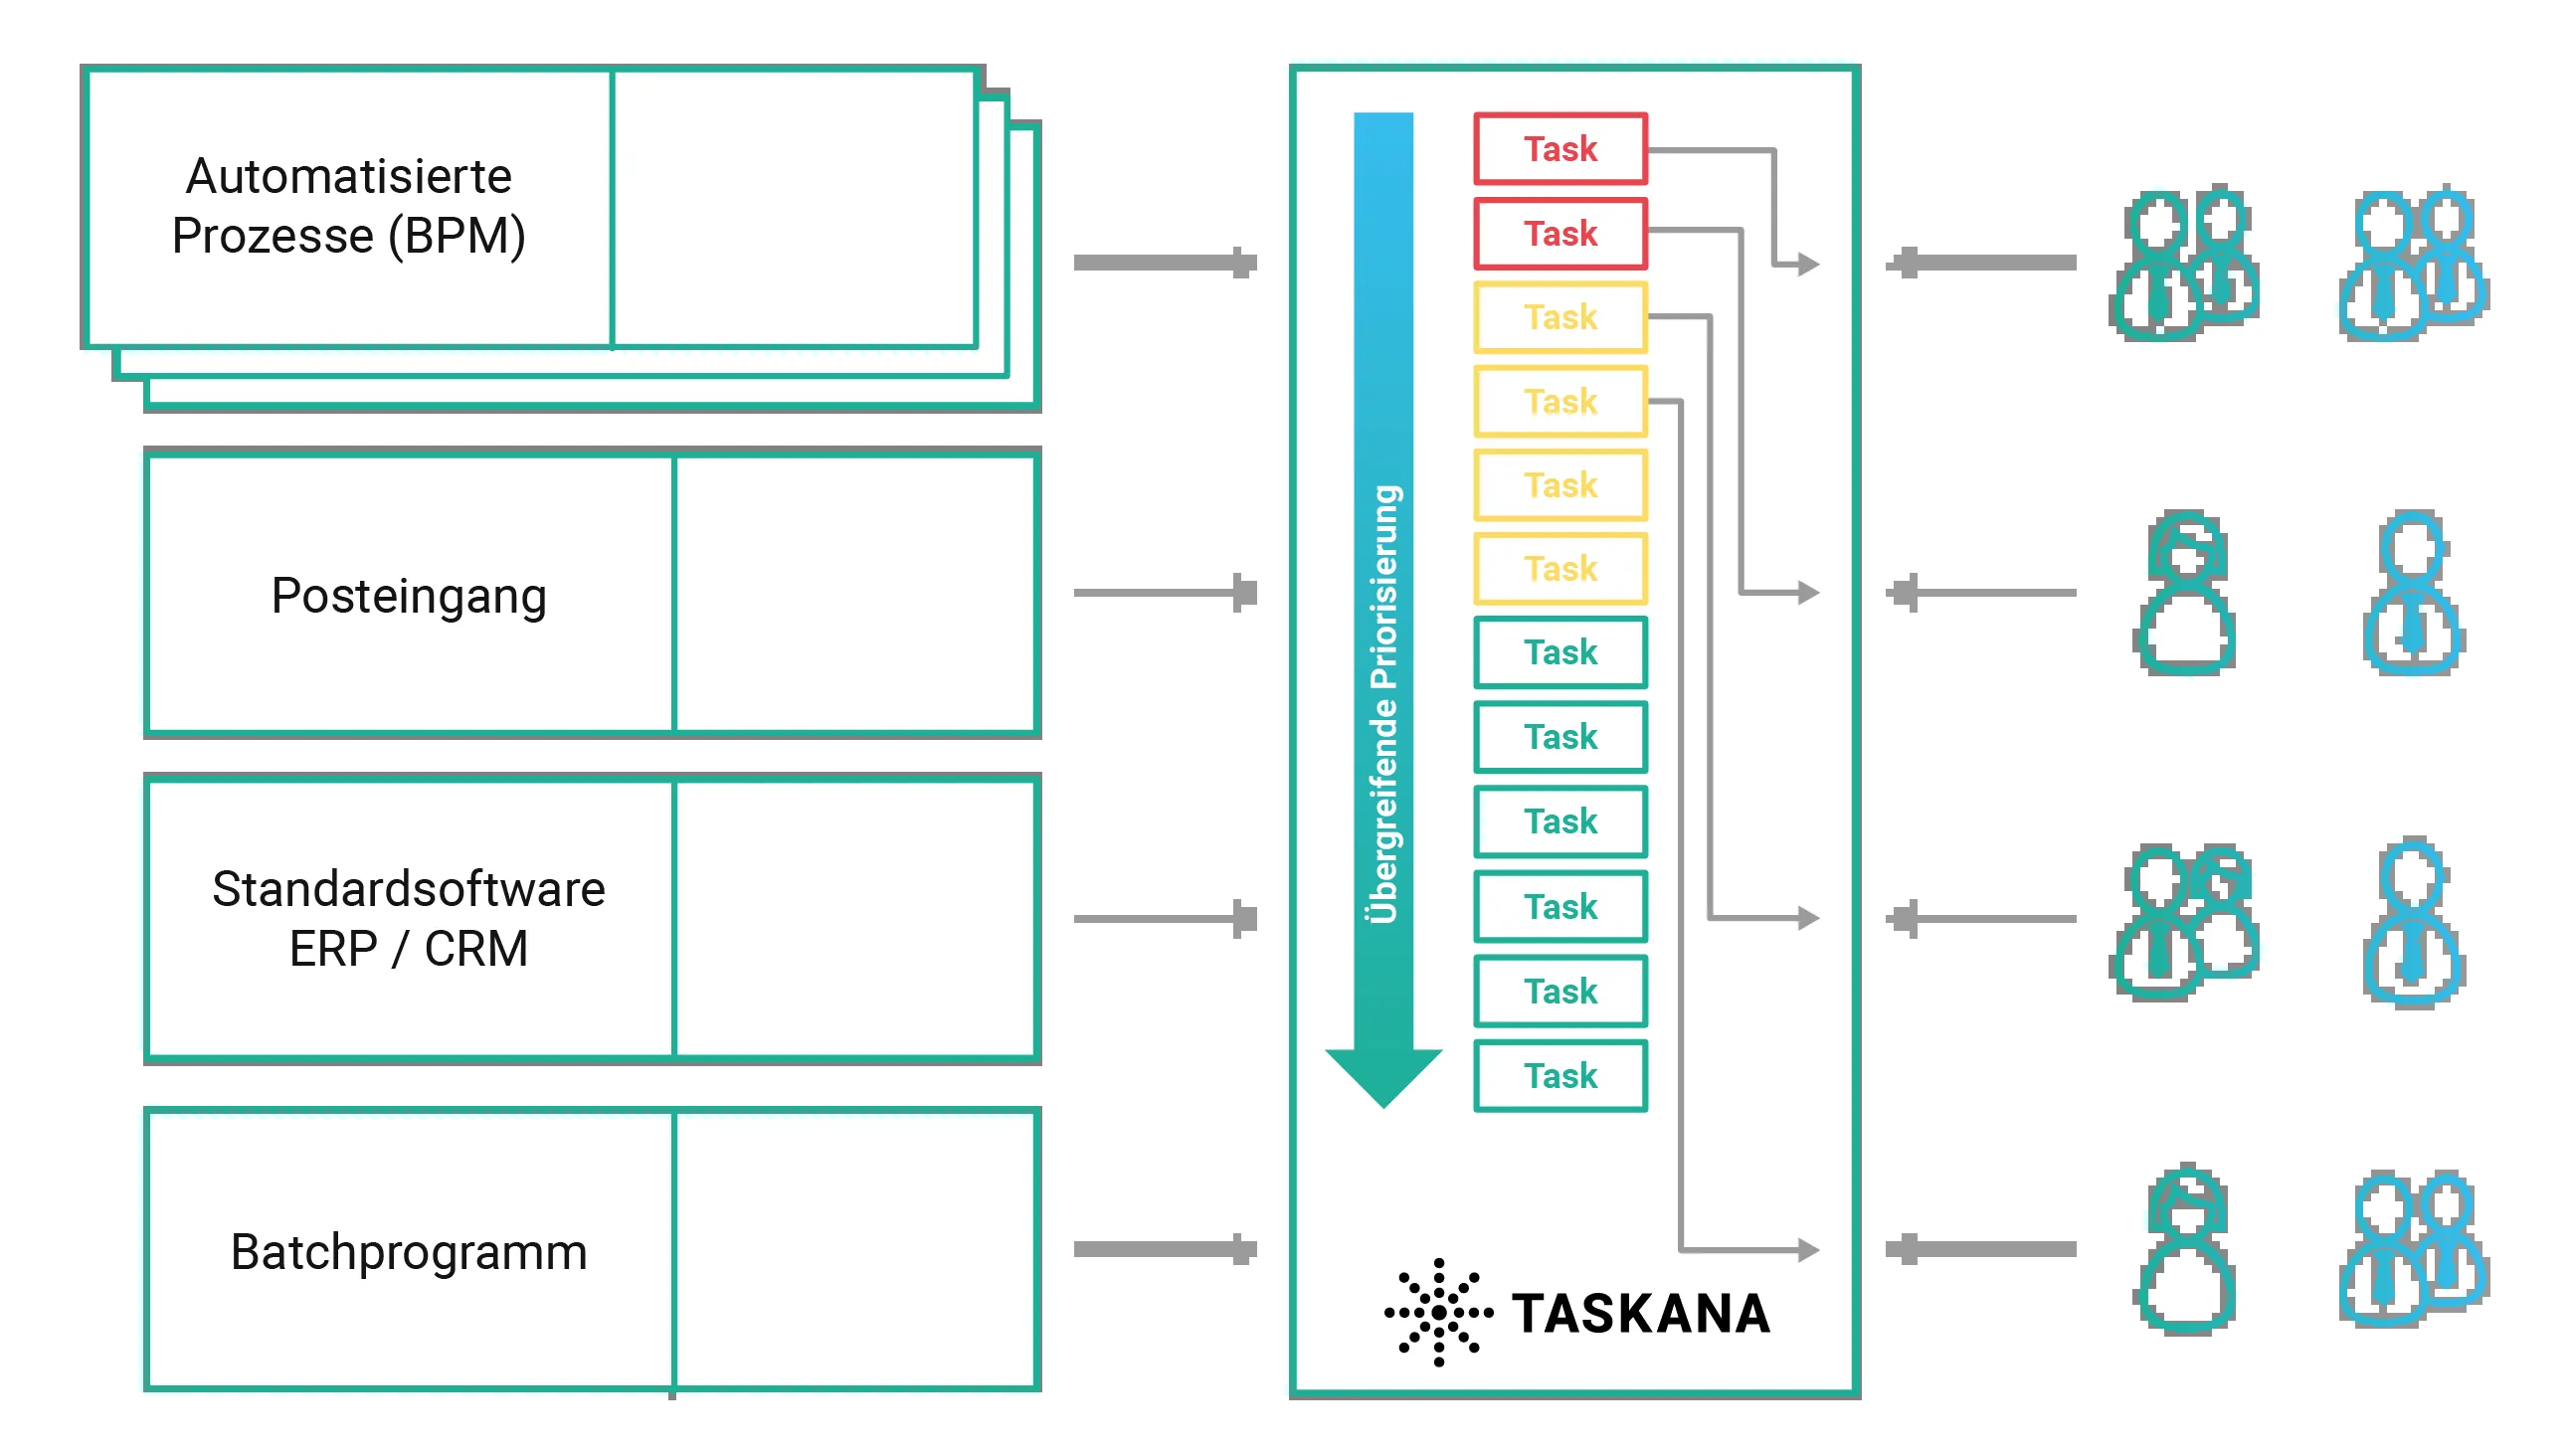 Automatisierte
Prozesse (BPM)
Posteingang
Standardsoftware
ERP / CRM
Batchprogramm
Übergreifende Priorisierung
Task
Task
Task
Task
Task
Task
Task
Task
Task
Task
Task
Task
TASKANA